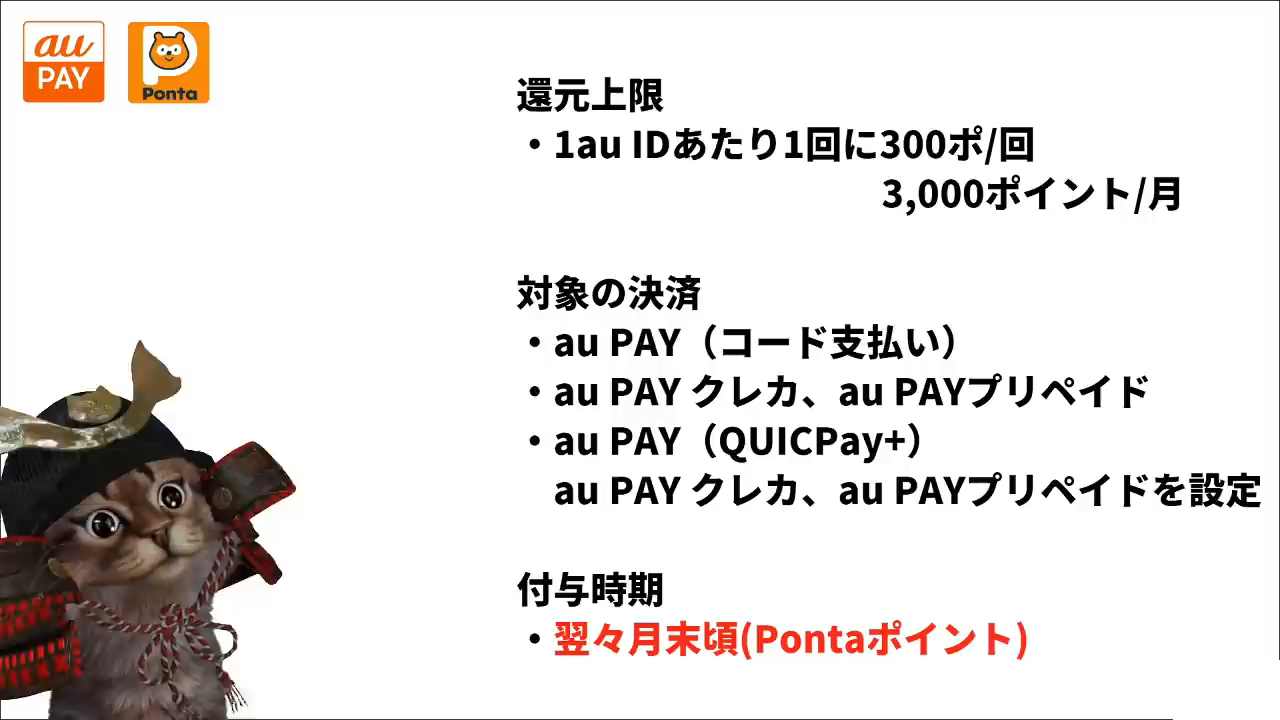 au
PAY
Ponta
還元上限
・1au IDあたり1回に300ポ/回
3,000ポイント/月
対象の決済
・au PAY（コード支払い）
・au PAY クレカ、au PAYプリペイド
・au PAY（QUICPay+）
au PAY クレカ、au PAYプリペイドを設定
付与時期
・翌々月末頃(Pontaポイント)